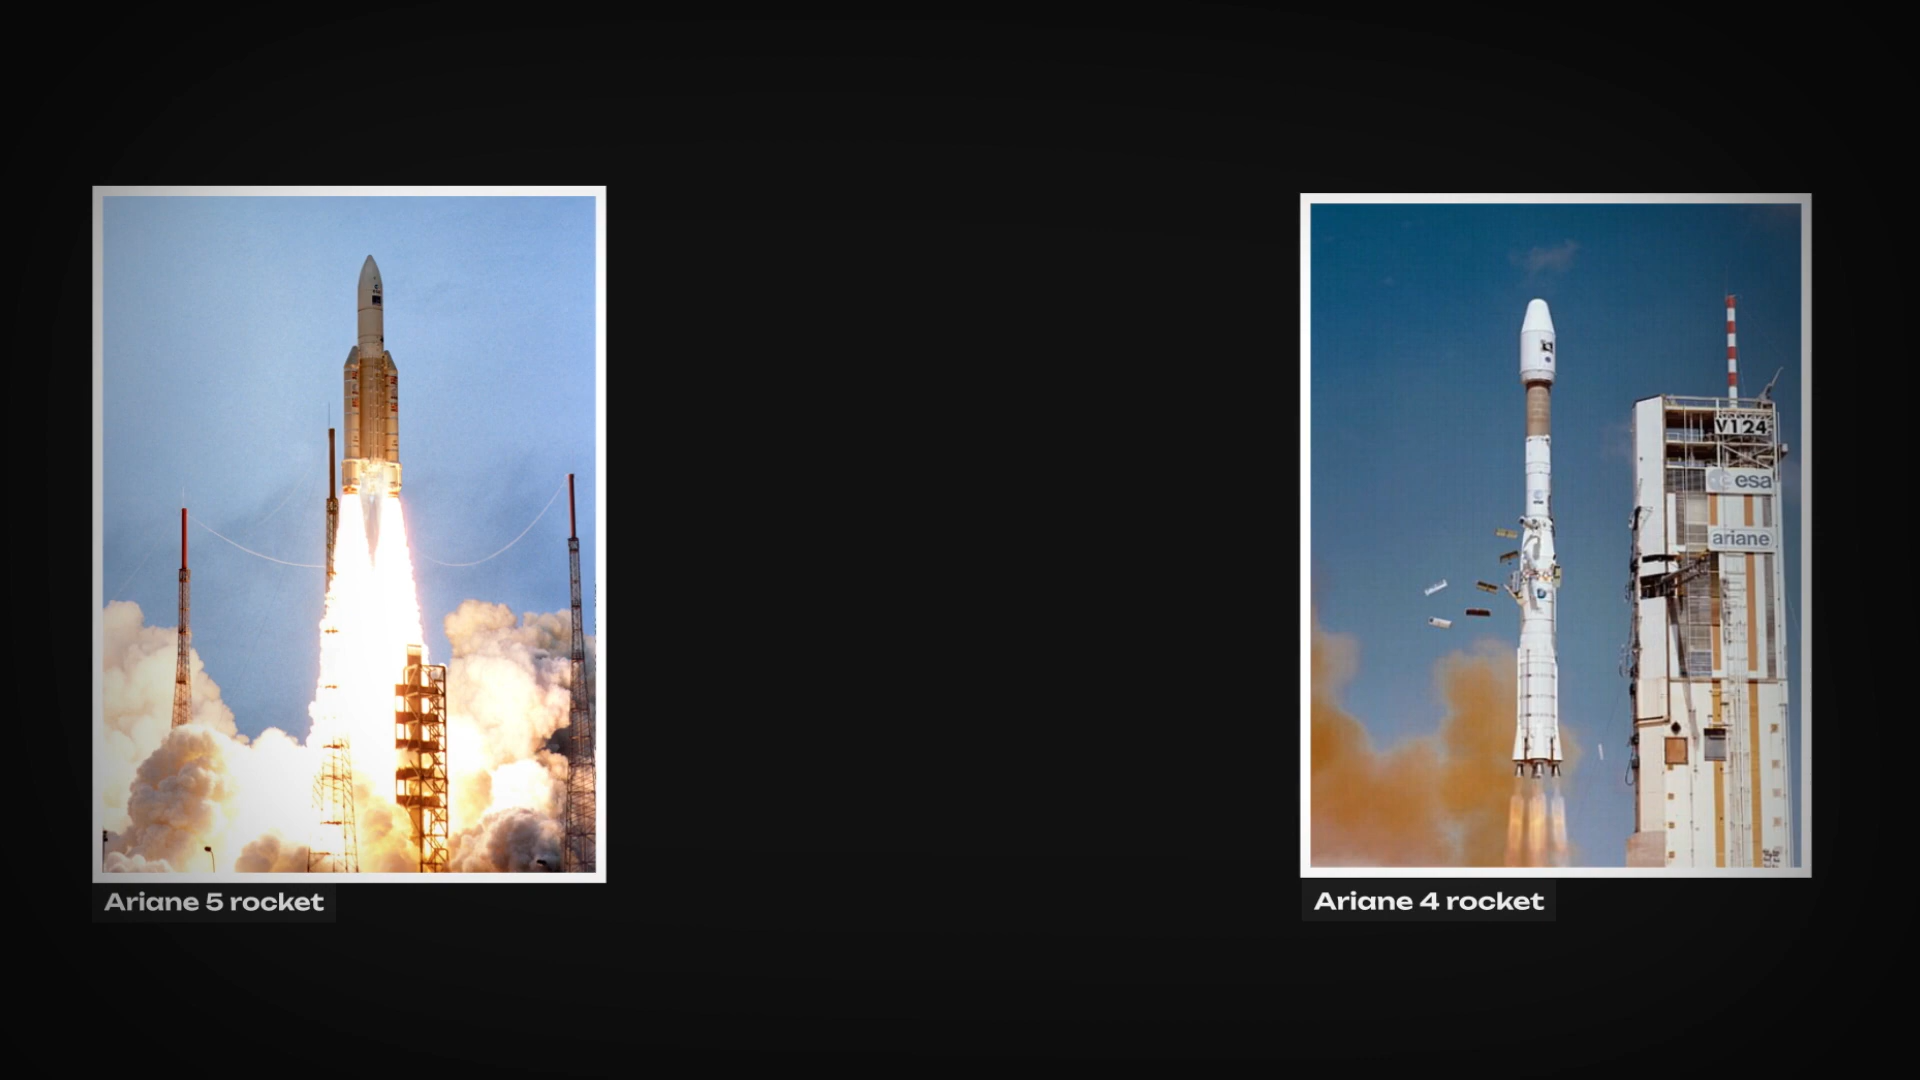 Ariane 5 rocket
V124
esa
ariane
Ariane 4 rocket